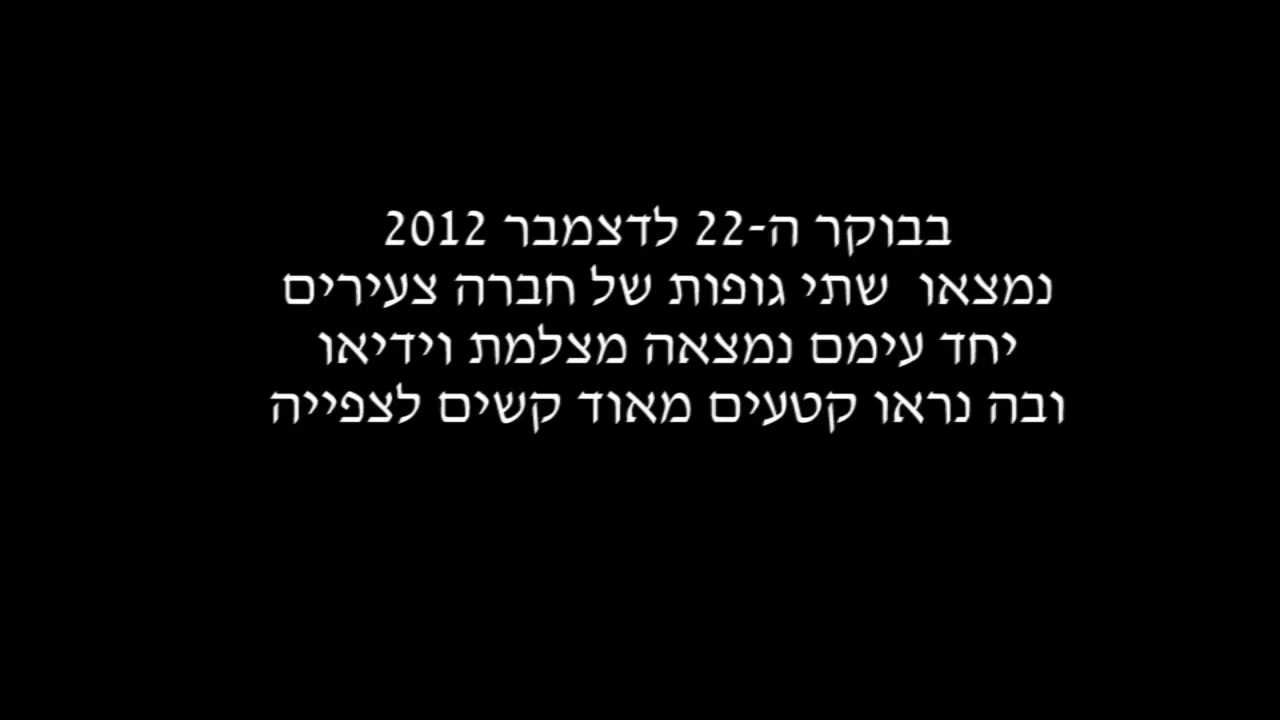 בבוקר ה-22 לדצמבר 2012
נמצאו שתי גופות של חברה צעירים
יחד עימם נמצאה מצלמת וידיאו
ובה נראו קטעים מאוד קשים לצפייה